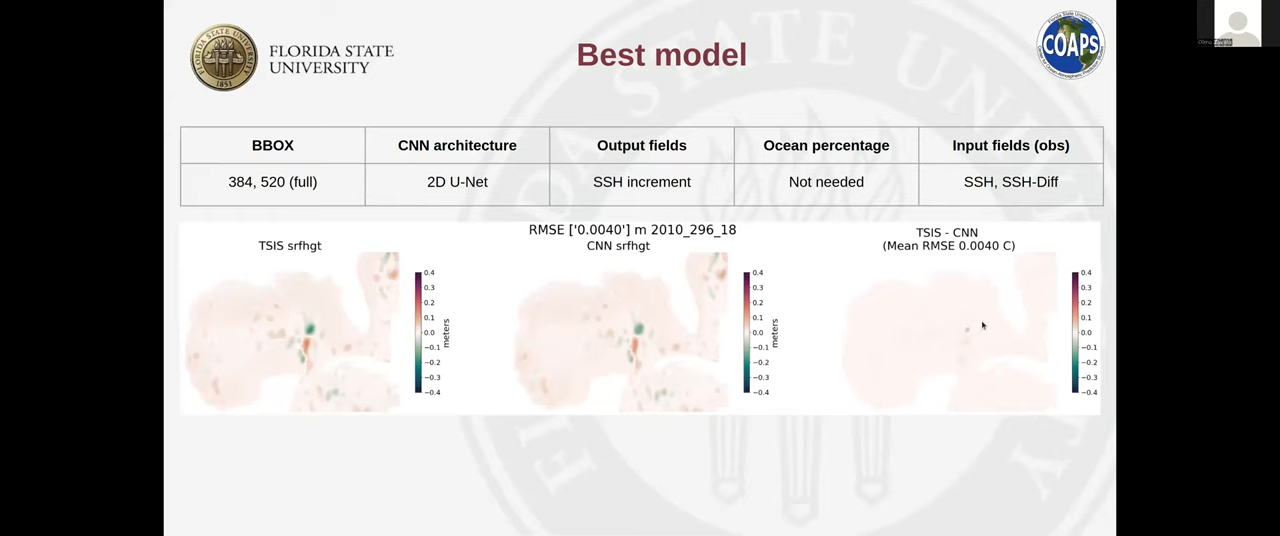 FLORIDA STATE
UNIVERSITY
1851
Best model
COAPS
BBOX
CNN architecture
Output fields
Ocean percentage
Input fields (obs)
384, 520 (full)
2D U-Net
SSH increment
Not needed
SSH, SSH-Diff
RMSE ['0.0040'] m 2010_296_18
TSIS srfhgt
CNN srfhgt
TSIS - CNN
(Mean RMSE 0.0040 C)
0.4
0.3
0.2
0.1
0.0
−0.1
−0.2
−0.3
−0.4
meters
0.4
0.3
0.2
0.1
0.0
−0.1
−0.2
−0.3
−0.4
meters
0.4
0.3
0.2
0.1
0.0
−0.1
−0.2
−0.3
−0.4